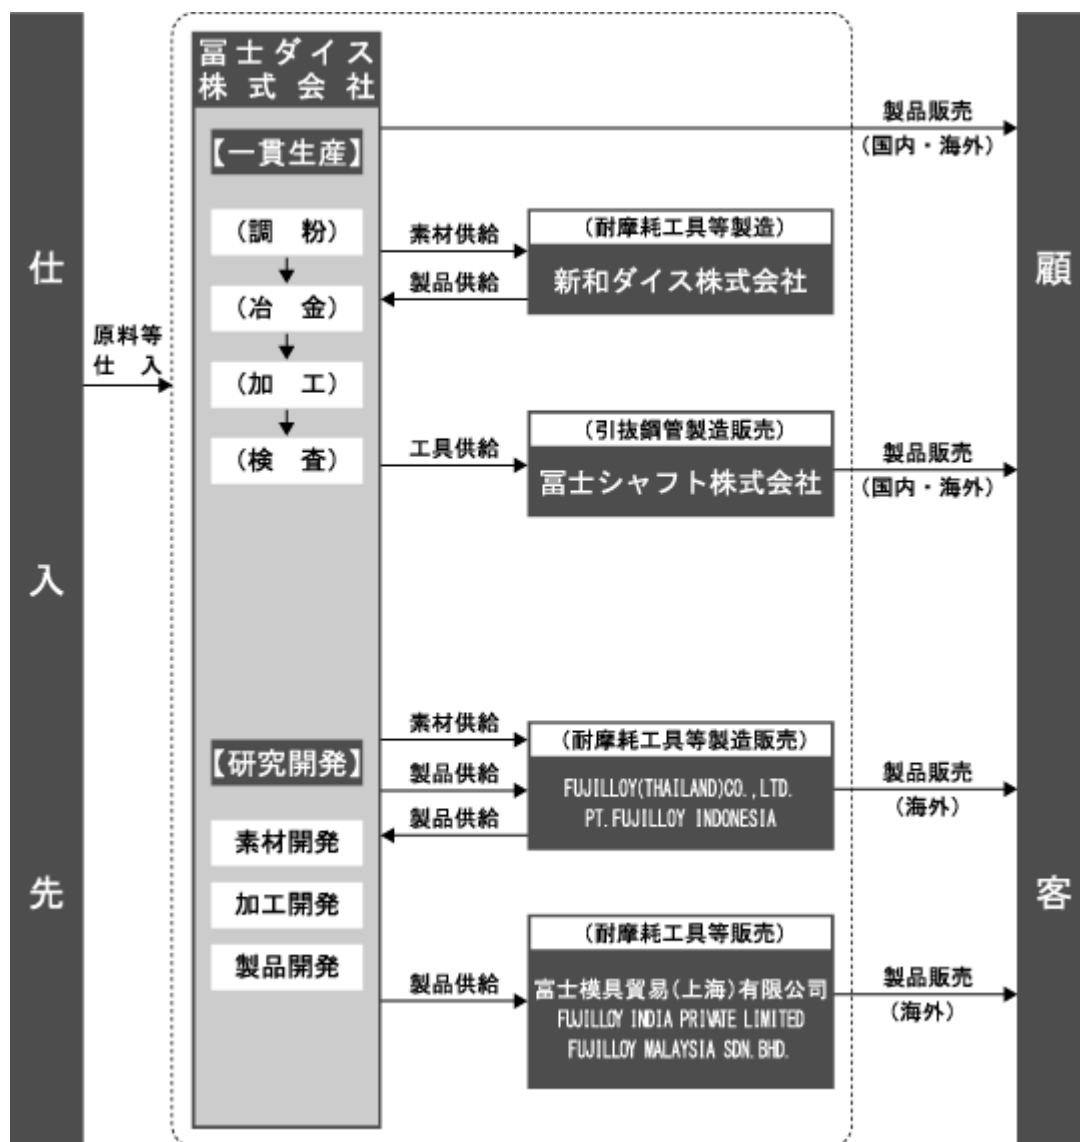 仕入先
原料等
仕 入
冨士ダイス
株式会社
【一貫生産】
（調 粉）
（冶 金）
（加 工）
（検 査）
【研究開発】
素材開発
加工開発
製品開発
製品販売
（国内・海外）
素材供給
製品供給
（耐摩耗工具等製造）
新和ダイス株式会社
工具供給
（引抜鋼管製造販売）
冨士シャフト株式会社
製品販売
（国内・海外）
素材供給
製品供給
製品供給
（耐摩耗工具等製造販売）
FUJILLOY(THAILAND)CO.,LTD.
PT.FUJILLOY INDONESIA
製品販売
（海外）
製品供給
（耐摩耗工具等販売）
富士模具貿易(上海)有限公司
FUJILLOY INDIA PRIVATE LIMITED
FUJILLOY MALAYSIA SDN.BHD.
製品販売
（海外）
顧客